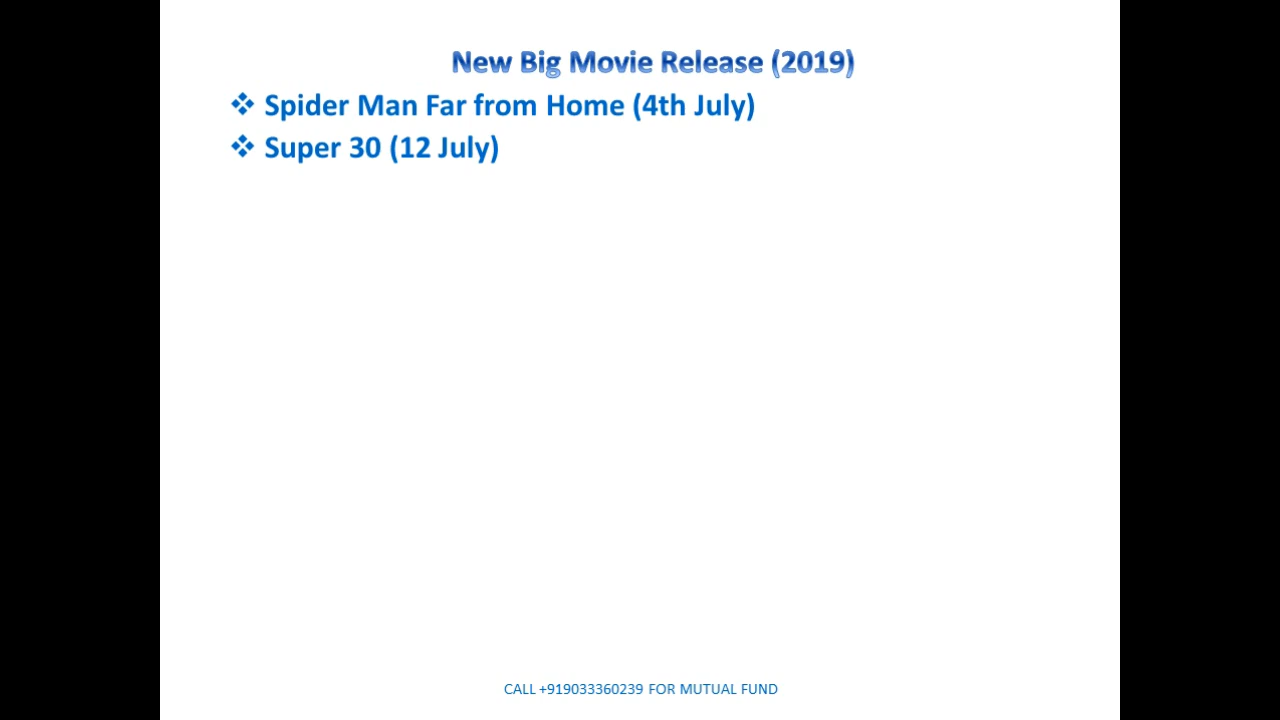 New Big Movie Release (2019)
❖ Spider Man Far from Home (4th July)
❖ Super 30 (12 July)
CALL +919033360239 FOR MUTUAL FUND